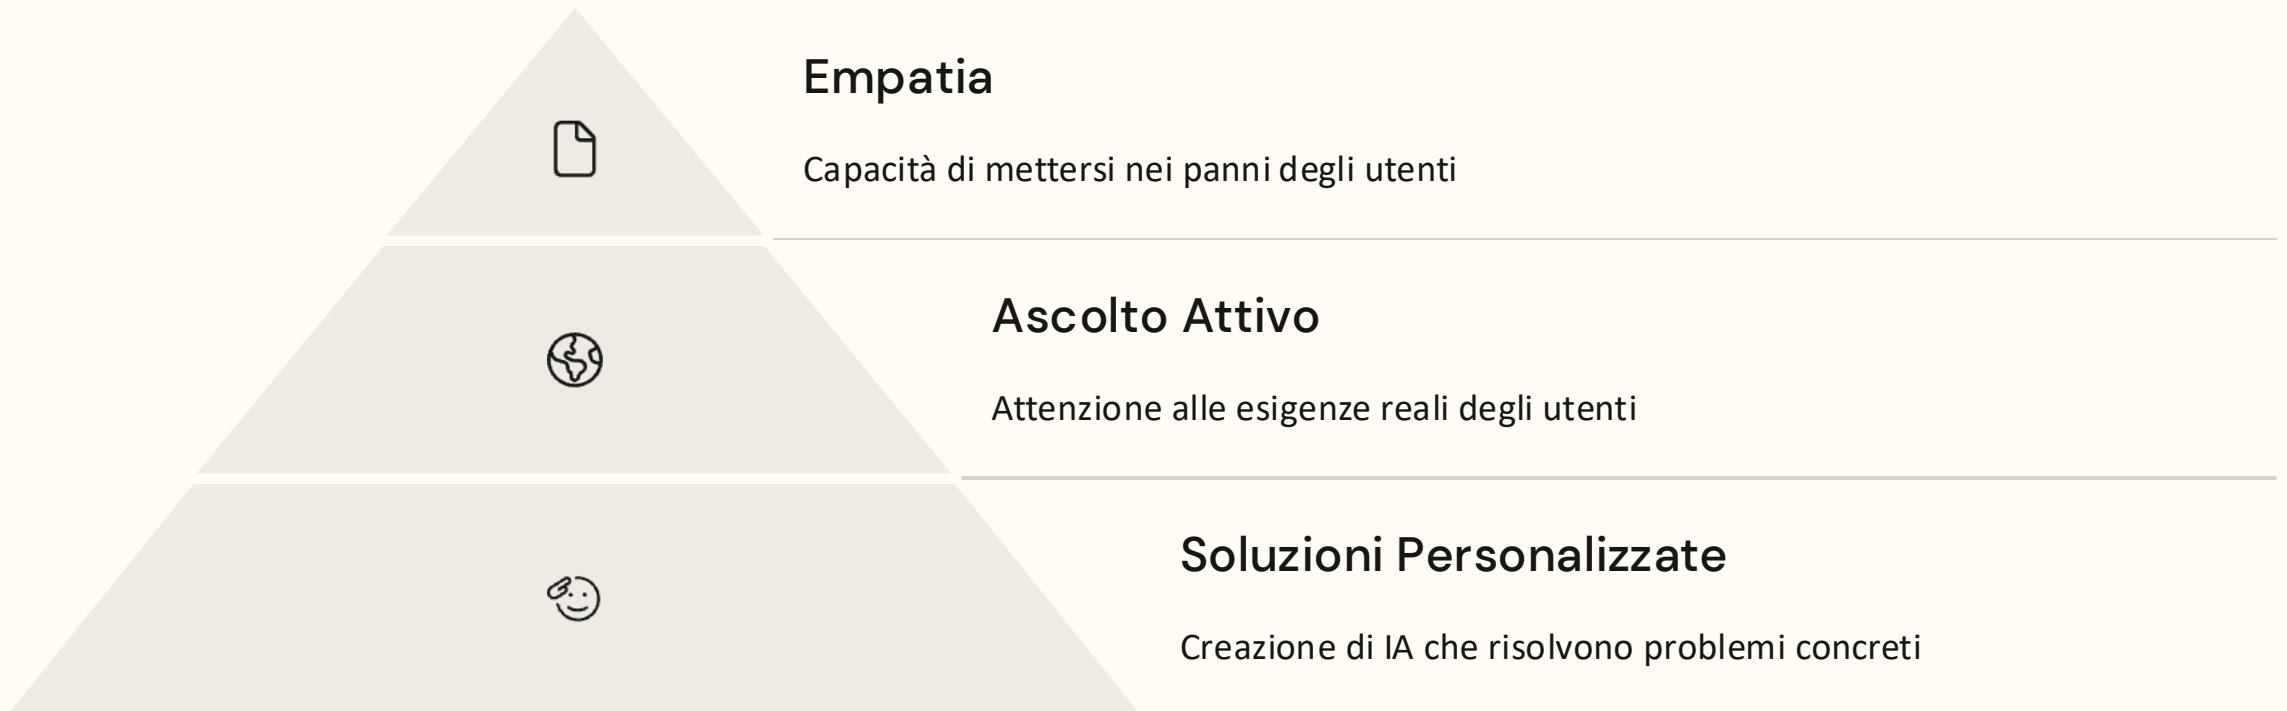 Empatia
Capacità di mettersi nei panni degli utenti
Ascolto Attivo
Attenzione alle esigenze reali degli utenti
Soluzioni Personalizzate
Creazione di IA che risolvono problemi concreti